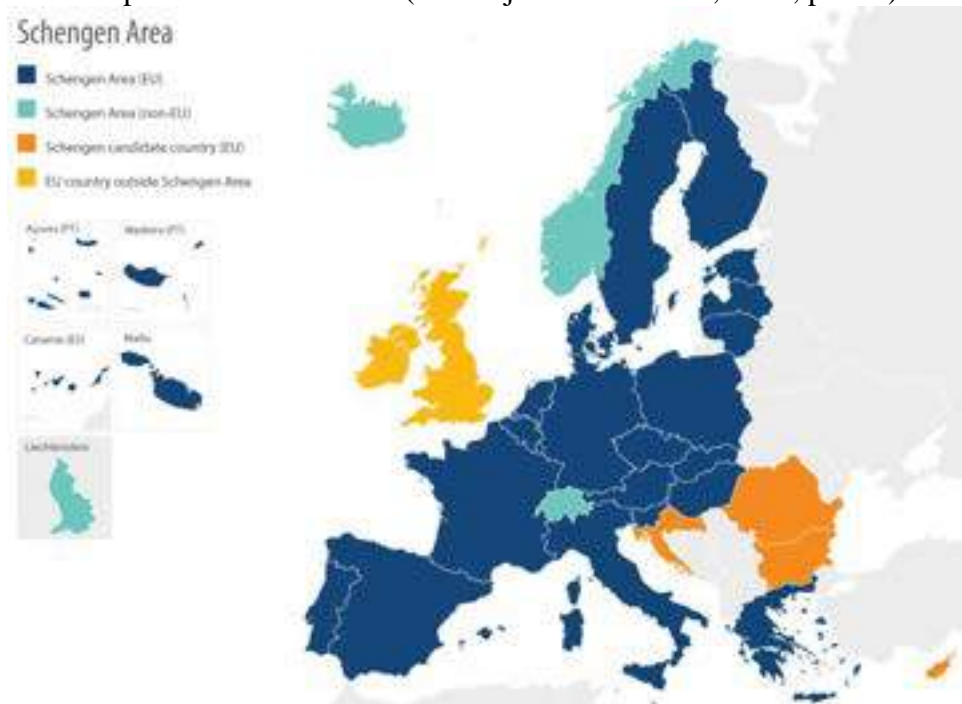 Schengen Area
Schengen Area (EU)
Schengen Area (non-EU)
Schengen candidate country (EU)
EU country outside Schengen Area
Azores (PT) Madeira (PT)
Canarias (ES) Malta
Liechtenstein